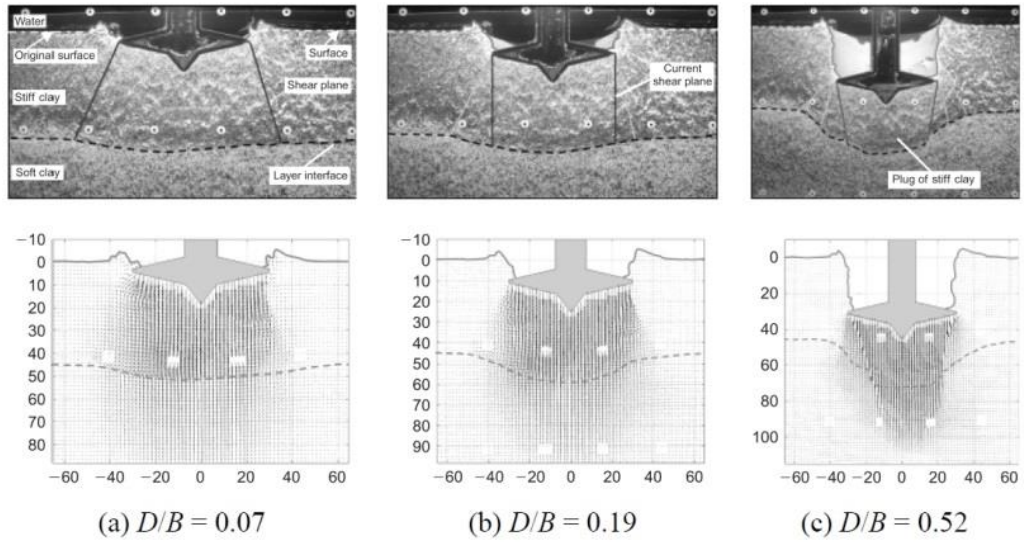 Water
Original surface
Stiff clay
Soft clay
Surface
Shear plane
Layer interface
Current
shear plane
Plug of stiff clay
−10
0
10
20
30
40
50
60
70
80
−60 −40 −20 0 20 40 60
−10
0
10
20
30
40
50
60
70
80
90
−60 −40 −20 0 20 40 60
0
20
40
60
80
100
−60 −40 −20 0 20 40 60
(a) D/B = 0.07
(b) D/B = 0.19
(c) D/B = 0.52